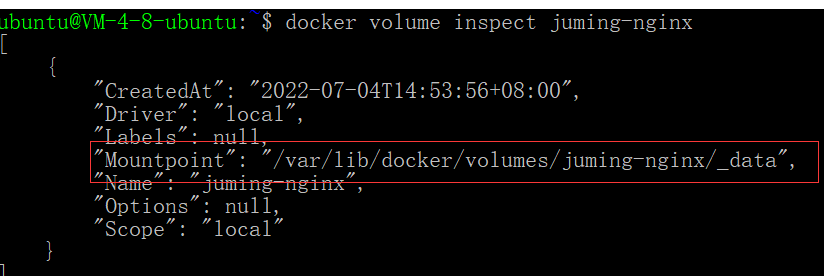 ubuntu@VM-4-8-ubuntu:~$ docker volume inspect juming-nginx
[
    {
        "CreatedAt": "2022-07-04T14:53:56+08:00",
        "Driver": "local",
        "Labels": null,
        "Mountpoint": "/var/lib/docker/volumes/juming-nginx/_data",
        "Name": "juming-nginx",
        "Options": null,
        "Scope": "local"
    }
]